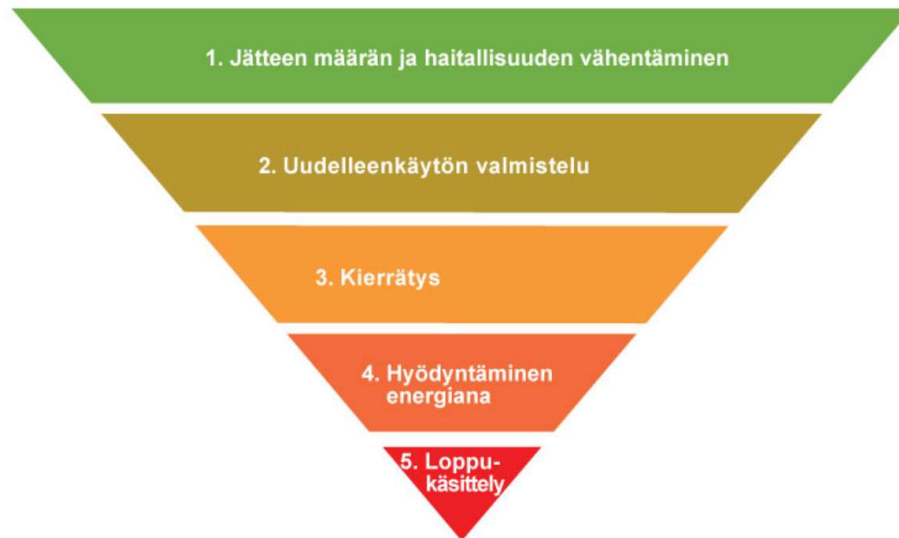 1. Jätteen määrän ja haitallisuuden vähentäminen
2. Uudelleenkäytön valmistelu
3. Kierrätys
4. Hyödyntäminen
energiana
5. Loppu-
käsittely